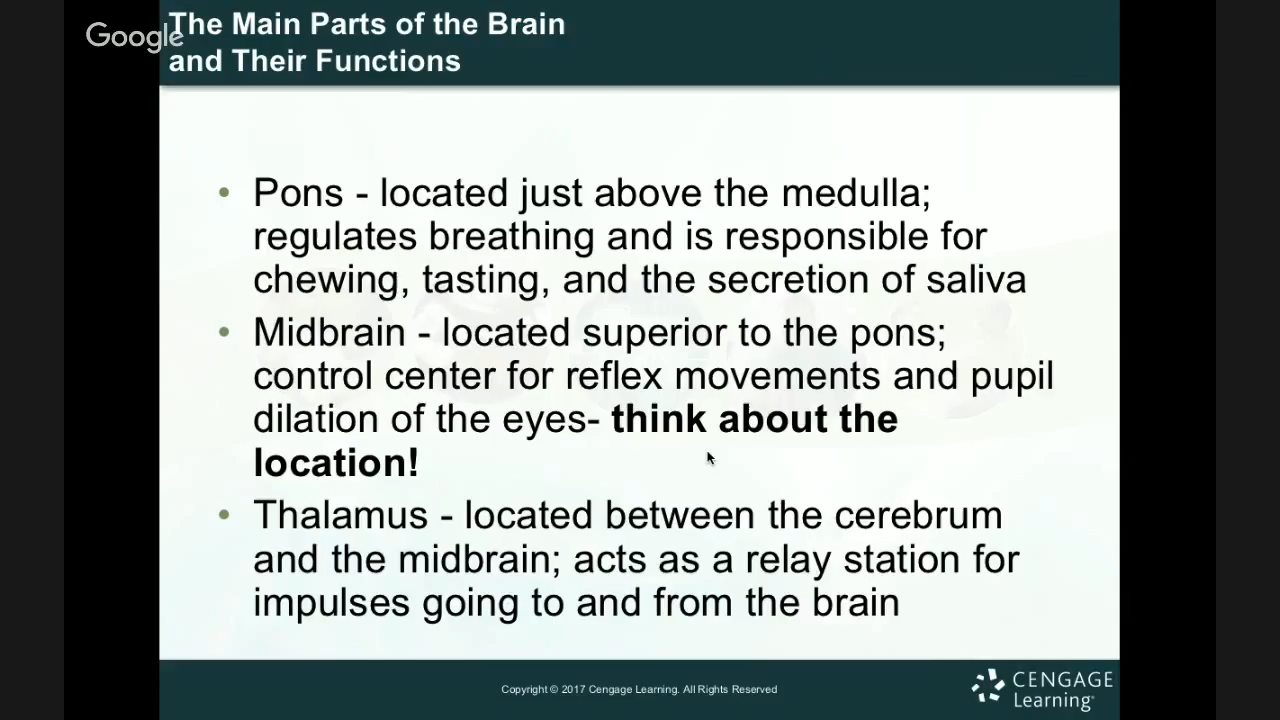 The Main Parts of the Brain
Google
and Their Functions
• Pons - located just above the medulla;
regulates breathing and is responsible for
chewing, tasting, and the secretion of saliva
• Midbrain - located superior to the pons;
control center for reflex movements and pupil
dilation of the eyes- think about the
location!
• Thalamus - located between the cerebrum
and the midbrain; acts as a relay station for
impulses going to and from the brain
Copyright © 2017 Cengage Learning. All Rights Reserved
CENGAGE
Learning®